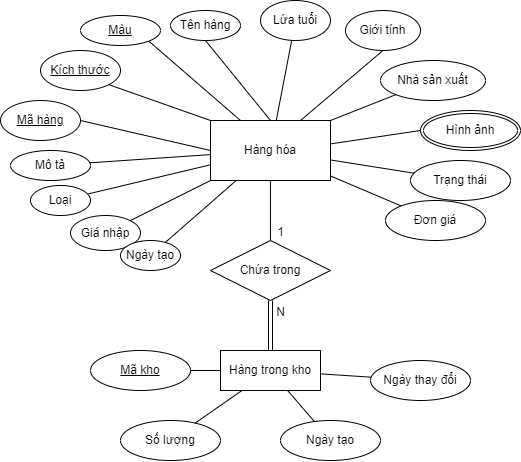 Màu
Tên hàng
Lứa tuổi
Giới tính
Kích thước
Nhà sản xuất
Mã hàng
Hàng hóa
Hình ảnh
Mô tả
Trạng thái
Loại
Đơn giá
Giá nhập
Ngày tạo
1
Chứa trong
N
Mã kho
Hàng trong kho
Ngày thay đổi
Số lượng
Ngày tạo